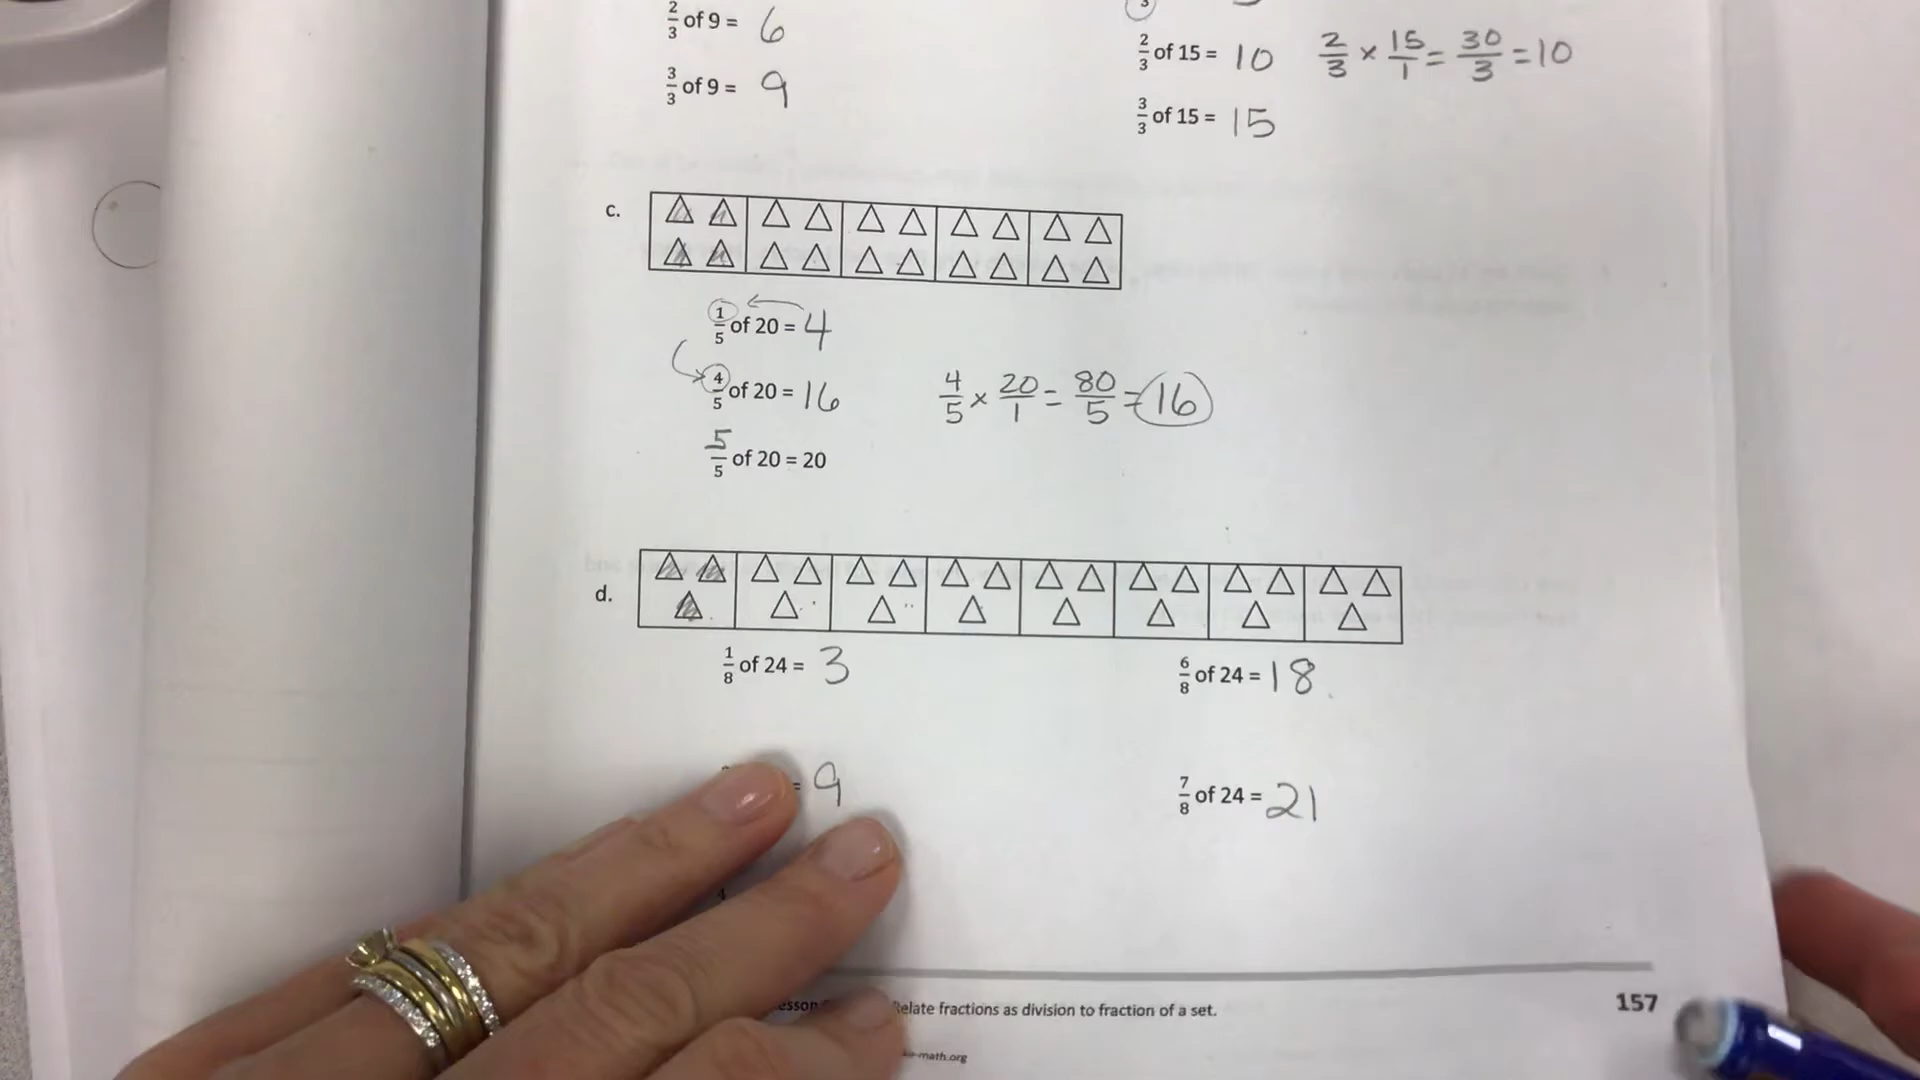 2/3 of 9 = 6
3/3 of 9 = 9
2/3 of 15 = 10 2/3 × 15/1 = 30/3 = 10
3/3 of 15 = 15
c.
1/5 of 20 = 4
4/5 of 20 = 16 4/5 × 20/1 = 80/5 = 16
5/5 of 20 = 20
d.
1/8 of 24 = 3 6/8 of 24 = 18
= 9 7/8 of 24 = 21
4
Relate fractions as division to fraction of a set. 157
-math.org